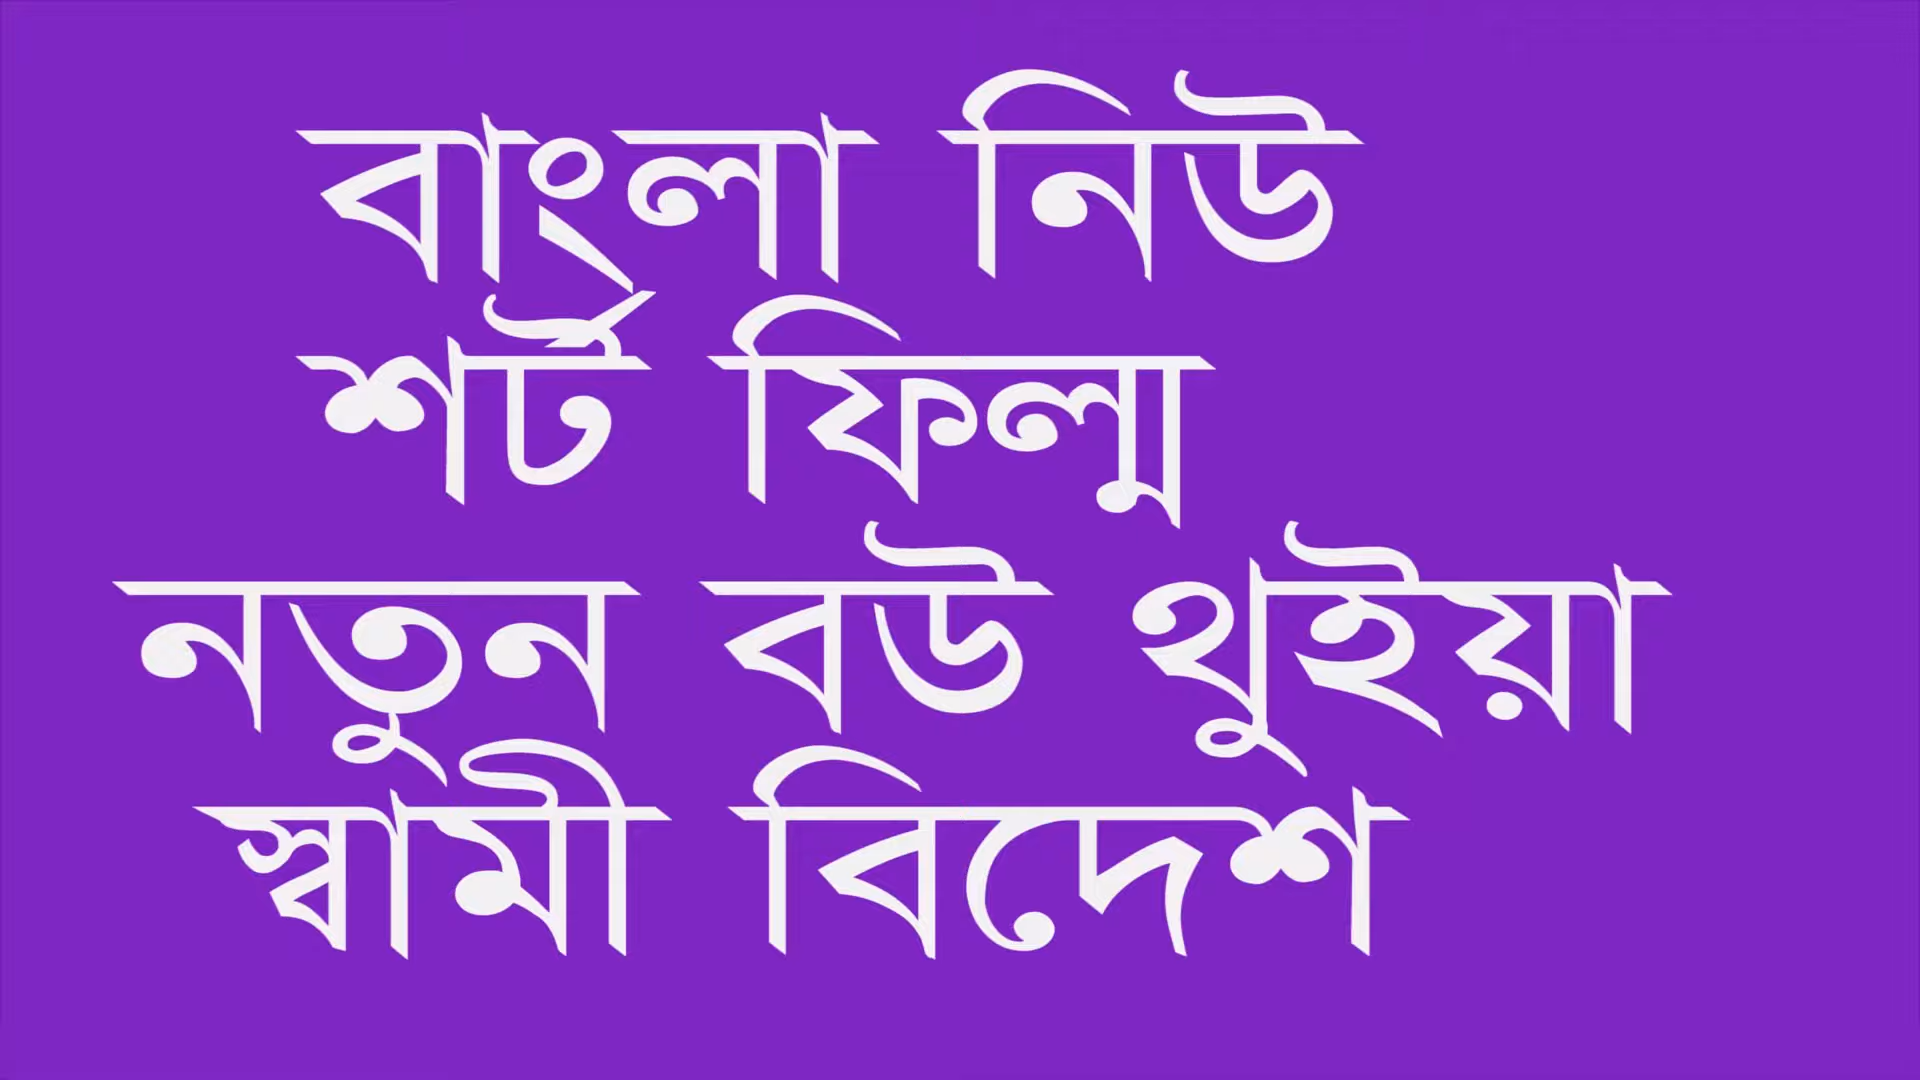 বাংলা নিউ
শর্ট ফিল্ম
নতুন বউ থুইয়া
স্বামী বিদেশ